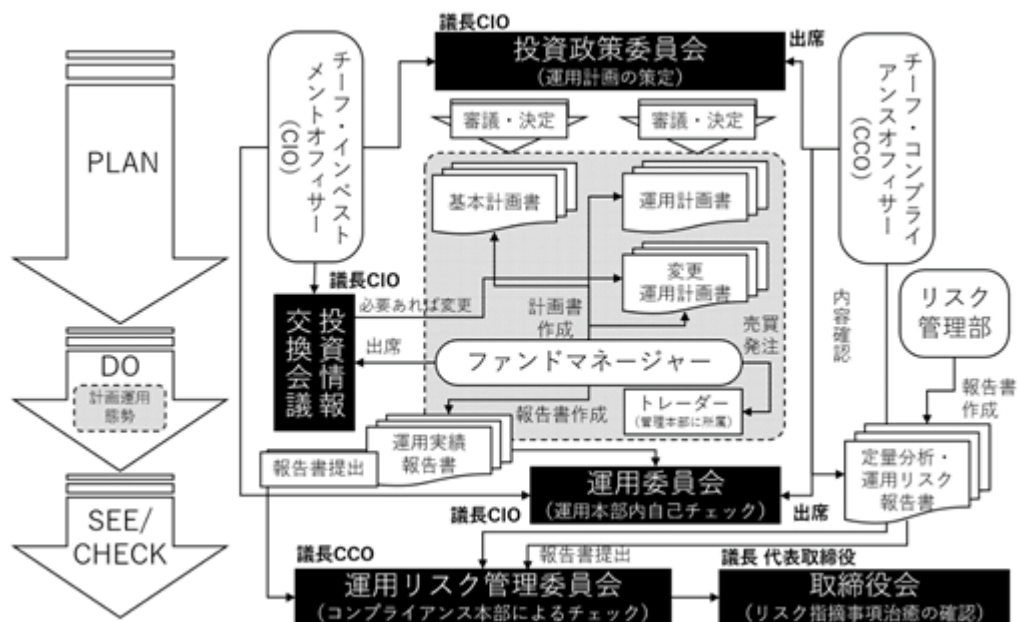 議長CIO
投資政策委員会
(運用計画の策定)
出席
チーフ・インベスト
メントオフィサー
(CIO)
チーフ・コンプライ
アンスオフィサー
(CCO)
PLAN
審議・決定
審議・決定
基本計画書
運用計画書
変更
運用計画書
議長CIO
必要あれば変更
計画書
作成
売買
発注
内容確認
リスク
管理部
投資情報
交換会議
出席
ファンドマネージャー
DO
計画運用
態勢
報告書作成
トレーダー
(管理本部に所属)
報告書
作成
運用実績
報告書
報告書提出
定量分析・
運用リスク
報告書
運用委員会
(運用本部内自己チェック)
議長CIO
出席
SEE/
CHECK
議長CCO
報告書提出
議長 代表取締役
運用リスク管理委員会
(コンプライアンス本部によるチェック)
取締役会
(リスク指摘事項治癒の確認)